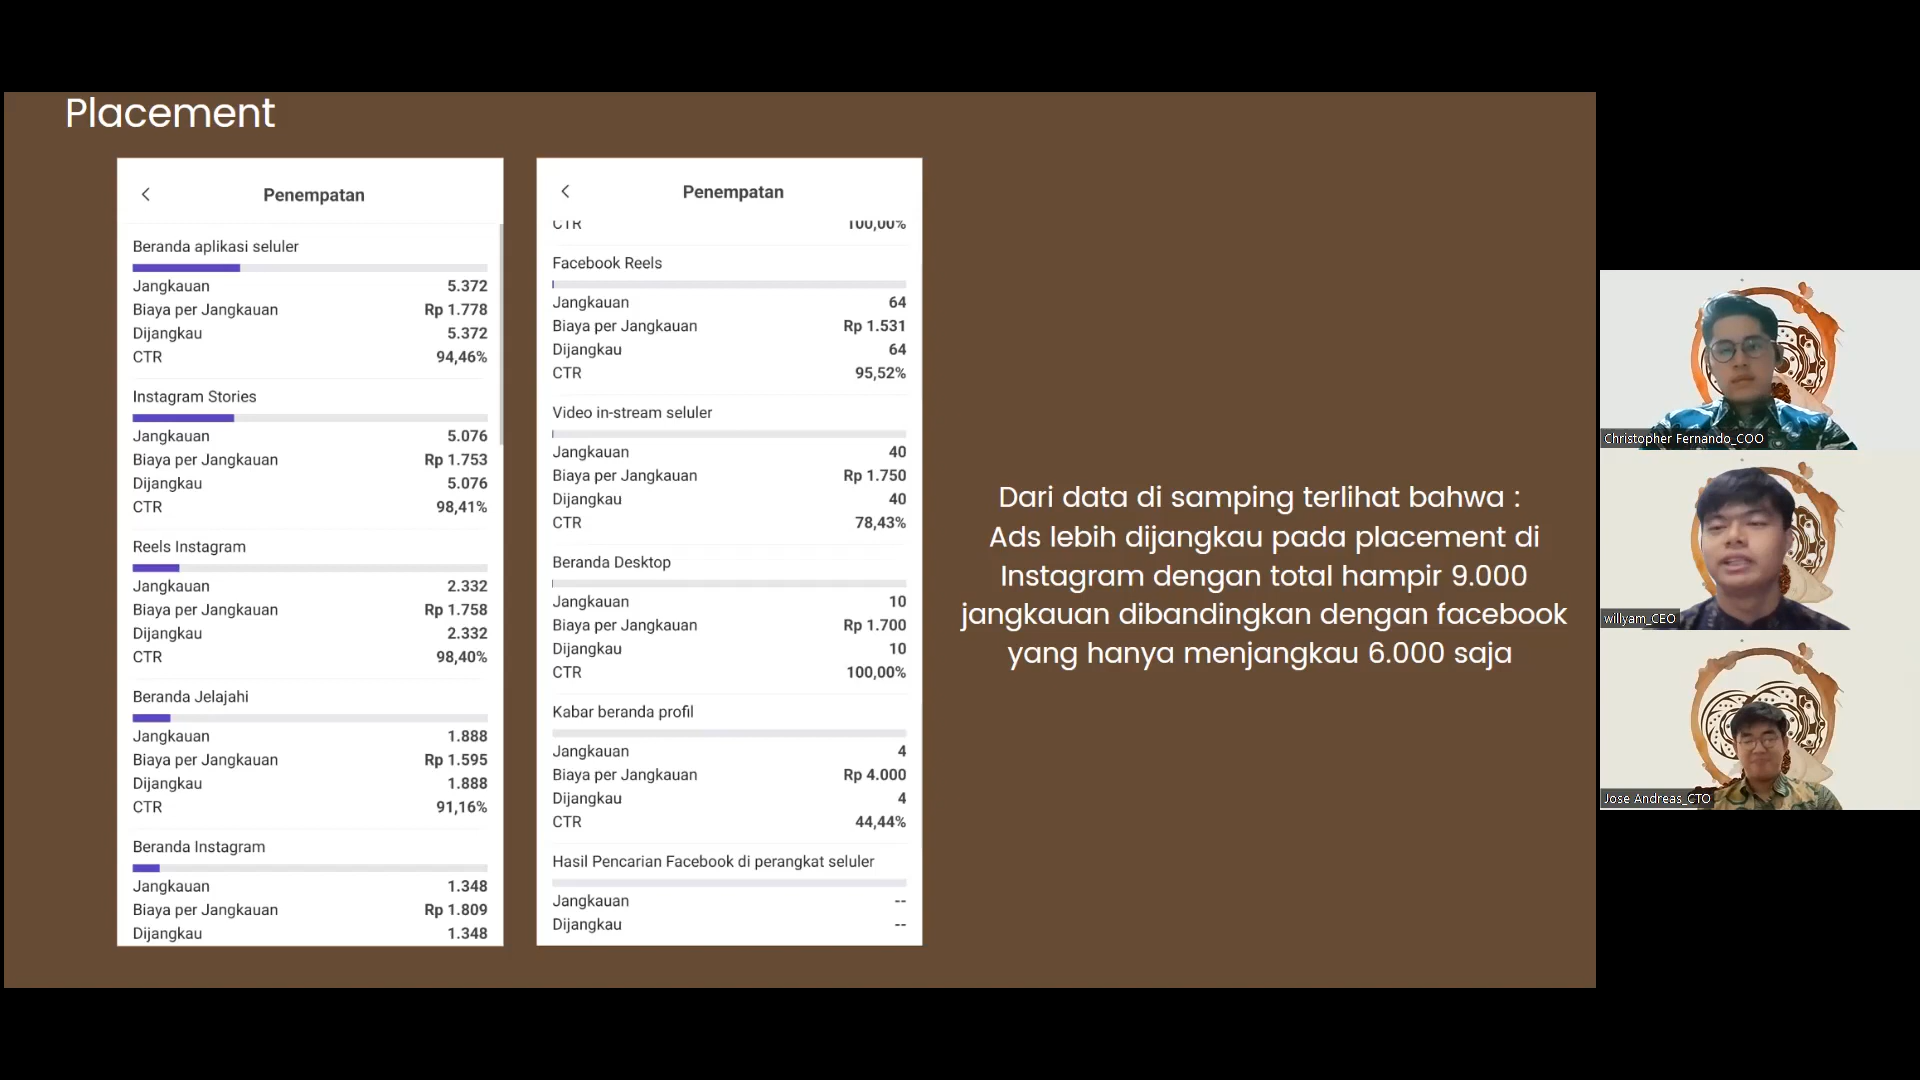 Placement
Penempatan
Beranda aplikasi seluler
Jangkauan 5.372
Biaya per Jangkauan Rp 1.778
Dijangkau 5.372
CTR 94,46%
Instagram Stories
Jangkauan 5.076
Biaya per Jangkauan Rp 1.753
Dijangkau 5.076
CTR 98,41%
Reels Instagram
Jangkauan 2.332
Biaya per Jangkauan Rp 1.758
Dijangkau 2.332
CTR 98,40%
Beranda Jelajahi
Jangkauan 1.888
Biaya per Jangkauan Rp 1.595
Dijangkau 1.888
CTR 91,16%
Beranda Instagram
Jangkauan 1.348
Biaya per Jangkauan Rp 1.809
Dijangkau 1.348
Penempatan
CTR 100,00%
Facebook Reels
Jangkauan 64
Biaya per Jangkauan Rp 1.531
Dijangkau 64
CTR 95,52%
Video in-stream seluler
Jangkauan 40
Biaya per Jangkauan Rp 1.750
Dijangkau 40
CTR 78,43%
Beranda Desktop
Jangkauan 10
Biaya per Jangkauan Rp 1.700
Dijangkau 10
CTR 100,00%
Kabar beranda profil
Jangkauan 4
Biaya per Jangkauan Rp 4.000
Dijangkau 4
CTR 44,44%
Hasil Pencarian Facebook di perangkat seluler
Jangkauan --
Dijangkau --
Dari data di samping terlihat bahwa :
Ads lebih dijangkau pada placement di
Instagram dengan total hampir 9.000
jangkauan dibandingkan dengan facebook
yang hanya menjangkau 6.000 saja
Christopher Fernando_COO
willyam_CEO
Jose Andreas_CTO